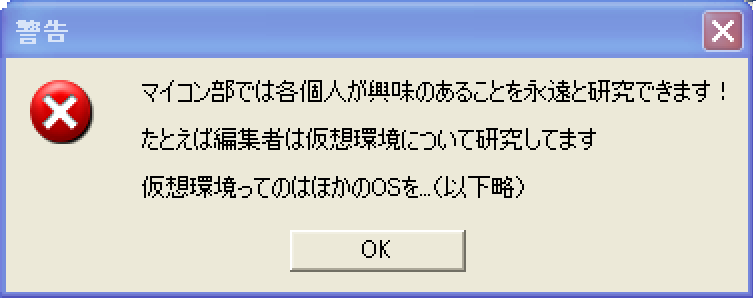 警告
マイコン部では各個人が興味のあることを永遠と研究できます！
たとえば編集者は仮想環境について研究してます
仮想環境ってのはほかのOSを...(以下略)
OK